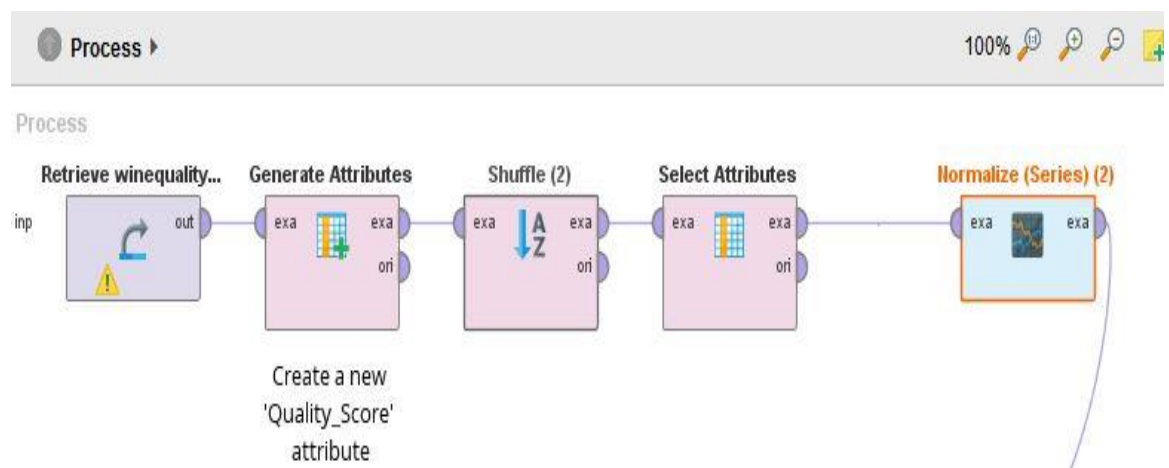 Process
100%
Process
Retrieve winequality... Generate Attributes Shuffle (2) Select Attributes Normalize (Series) (2)
inp out exa exa exa exa exa exa exa exa
ori ori ori
Create a new
'Quality_Score'
attribute